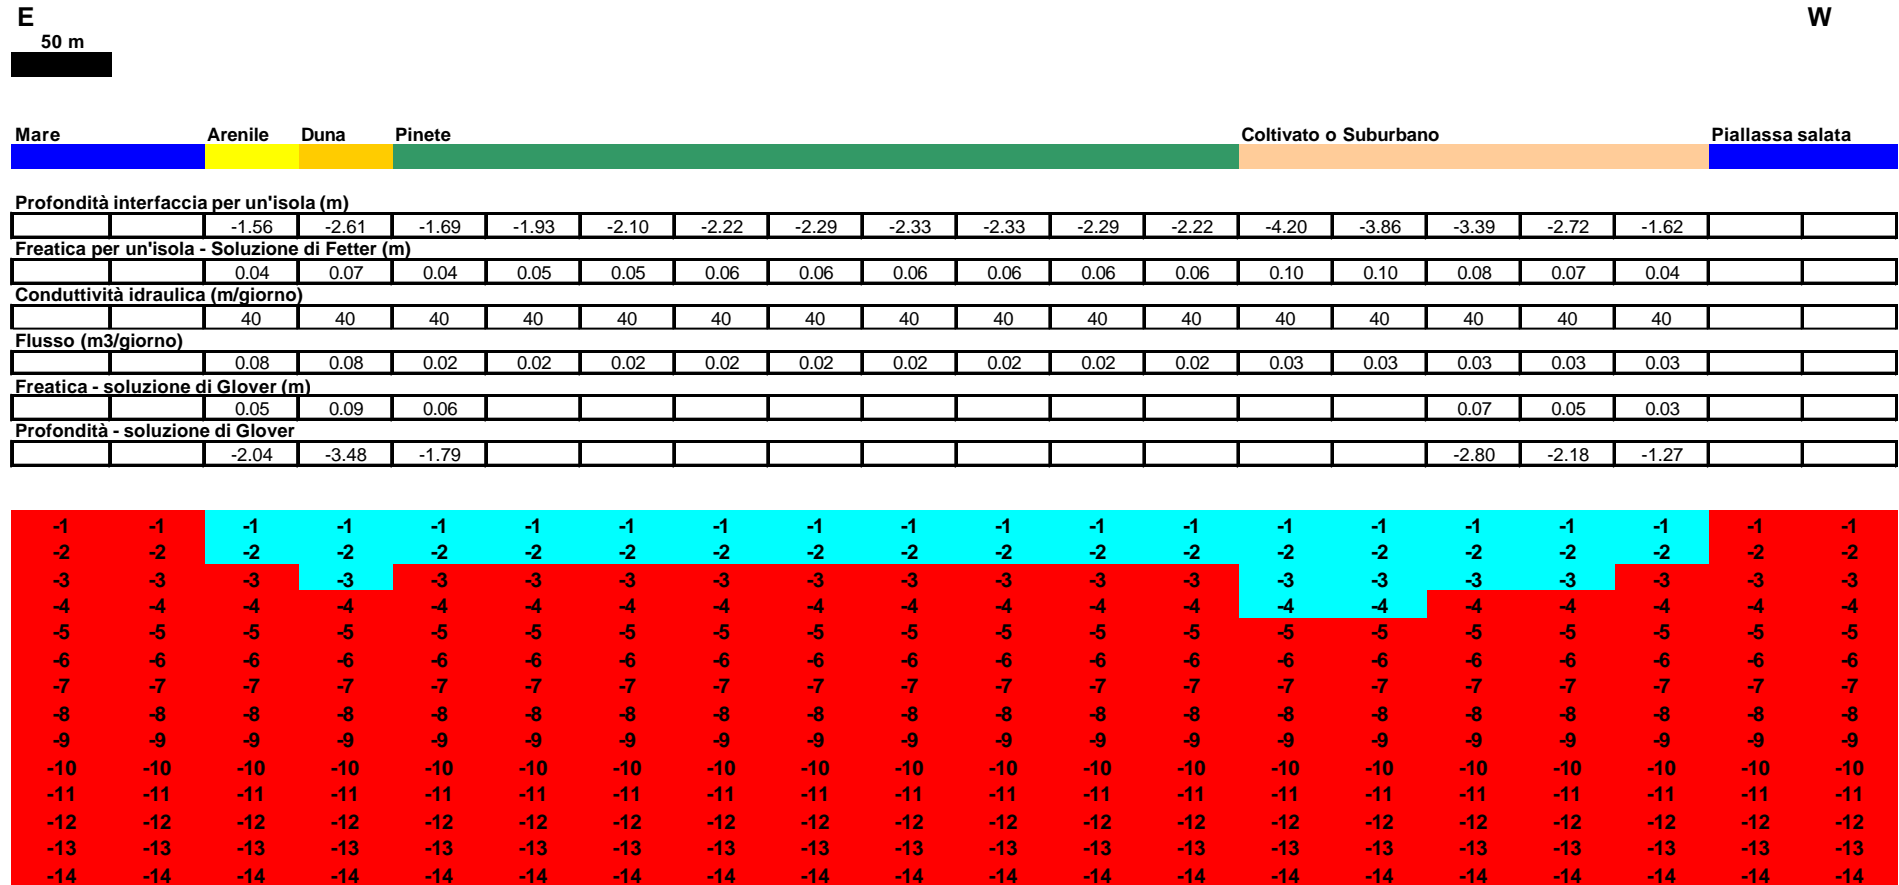 E W
50 m
Mare Arenile Duna Pinete Coltivato o Suburbano Piallassa salata
Profondità interfaccia per un'isola (m)
-1.56 -2.61 -1.69 -1.93 -2.10 -2.22 -2.29 -2.33 -2.33 -2.29 -2.22 -4.20 -3.86 -3.39 -2.72 -1.62
Freatica per un'isola - Soluzione di Fetter (m)
0.04 0.07 0.04 0.05 0.05 0.06 0.06 0.06 0.06 0.06 0.06 0.10 0.10 0.08 0.07 0.04
Conduttività idraulica (m/giorno)
40 40 40 40 40 40 40 40 40 40 40 40 40 40 40 40
Flusso (m3/giorno)
0.08 0.08 0.02 0.02 0.02 0.02 0.02 0.02 0.02 0.02 0.02 0.03 0.03 0.03 0.03 0.03
Freatica - soluzione di Glover (m)
0.05 0.09 0.06 0.07 0.05 0.03
Profondità - soluzione di Glover
-2.04 -3.48 -1.79 -2.80 -2.18 -1.27
-1 -1 -1 -1 -1 -1 -1 -1 -1 -1 -1 -1 -1 -1 -1 -1 -1 -1 -1 -1
-2 -2 -2 -2 -2 -2 -2 -2 -2 -2 -2 -2 -2 -2 -2 -2 -2 -2 -2 -2
-3 -3 -3 -3 -3 -3 -3 -3 -3 -3 -3 -3 -3 -3 -3 -3 -3 -3 -3 -3
-4 -4 -4 -4 -4 -4 -4 -4 -4 -4 -4 -4 -4 -4 -4 -4 -4 -4 -4 -4
-5 -5 -5 -5 -5 -5 -5 -5 -5 -5 -5 -5 -5 -5 -5 -5 -5 -5 -5 -5
-6 -6 -6 -6 -6 -6 -6 -6 -6 -6 -6 -6 -6 -6 -6 -6 -6 -6 -6 -6
-7 -7 -7 -7 -7 -7 -7 -7 -7 -7 -7 -7 -7 -7 -7 -7 -7 -7 -7 -7
-8 -8 -8 -8 -8 -8 -8 -8 -8 -8 -8 -8 -8 -8 -8 -8 -8 -8 -8 -8
-9 -9 -9 -9 -9 -9 -9 -9 -9 -9 -9 -9 -9 -9 -9 -9 -9 -9 -9 -9
-10 -10 -10 -10 -10 -10 -10 -10 -10 -10 -10 -10 -10 -10 -10 -10 -10 -10 -10 -10
-11 -11 -11 -11 -11 -11 -11 -11 -11 -11 -11 -11 -11 -11 -11 -11 -11 -11 -11 -11
-12 -12 -12 -12 -12 -12 -12 -12 -12 -12 -12 -12 -12 -12 -12 -12 -12 -12 -12 -12
-13 -13 -13 -13 -13 -13 -13 -13 -13 -13 -13 -13 -13 -13 -13 -13 -13 -13 -13 -13
-14 -14 -14 -14 -14 -14 -14 -14 -14 -14 -14 -14 -14 -14 -14 -14 -14 -14 -14 -14